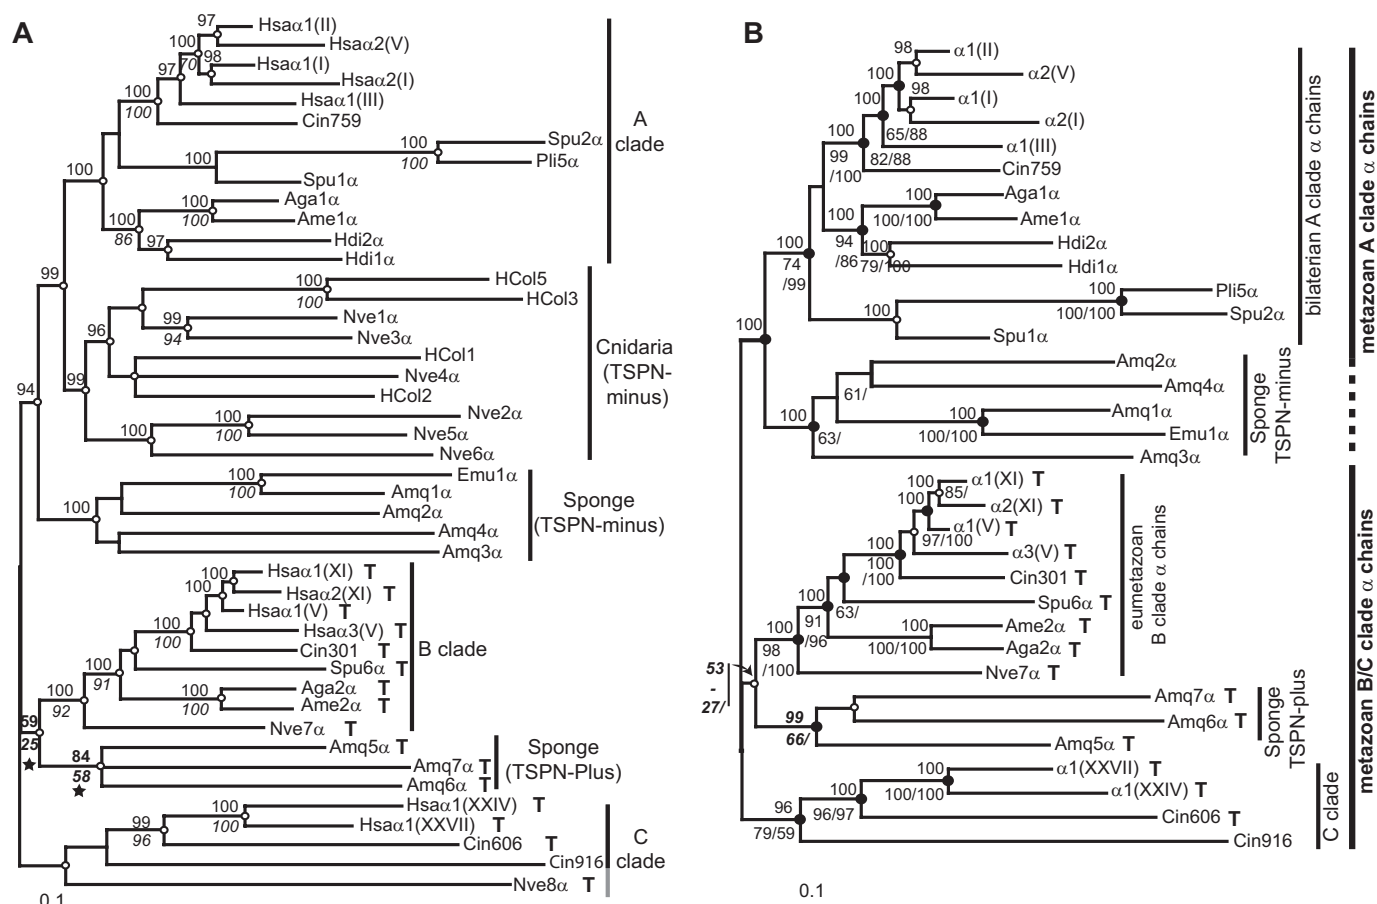 A
B
97
Hsaα1(II)
100
Hsaα2(V)
70
98
Hsaα1(I)
97
Hsaα2(I)
100
Hsaα1(III)
100
Cin759
A
clade
100
Spu2α
100
100
Pli5α
Spu1α
100
100
Aga1α
100
100
Ame1α
86
97
Hdi2α
Hdi1α
99
100
HCol5
100
HCol3
99
Nve1α
94
Nve3α
96
HCol1
Nve4α
HCol2
Cnidaria
(TSPN-
minus)
99
94
100
Nve2α
100
100
Nve5α
Nve6α
100
Emu1α
100
Amq1α
100
Amq2α
Amq4α
Amq3α
Sponge
(TSPN-minus)
100
Hsaα1(XI) T
100
Hsaα2(XI) T
Hsaα1(V) T
100
Hsaα3(V) T
100
Cin301 T
B clade
100
Spu6α T
91
100
Aga2α T
100
Ame2α T
100
92
Nve7α T
59
25
Amq5α T
84
Amq7α T
58
Amq6α T
Sponge
(TSPN-Plus)
100
Hsaα1(XXIV) T
100
Hsaα1(XXVII) T
99
96
Cin606 T
C
clade
Cin916
Nve8α T
0.1
98
α1(II)
100
α2(V)
98
α1(I)
100
α2(I)
65/88
100
α1(III)
82/88
99
/100
Cin759
Aga1α
100
100
100/100
Ame1α
94
/86
100
Hdi2α
79/100
Hdi1α
100
74
/99
100
Pli5α
100
100/100
Spu2α
Spu1α
bilaterian A clade α chains
metazoan A clade α chains
100
Amq2α
61/
Amq4α
100
Amq1α
100
100/100
Emu1α
63/
Amq3α
Sponge
TSPN-minus
100
α1(XI) T
85/
100
α2(XI) T
α1(V) T
97/100
100
α3(V) T
100
/100
Cin301 T
100
Spu6α T
63/
91
/96
Ame2α T
100/100
Aga2α T
100
98
/100
Nve7α T
eumetazoan
B clade α chains
53
-
27/
Amq7α T
99
Amq6α T
66/
Amq5α T
Sponge
TSPN-plus
metazoan B/C clade α chains
100
α1(XXVII) T
100
100/100
α1(XXIV) T
96
96/97
Cin606 T
79/59
Cin916
C clade
0.1